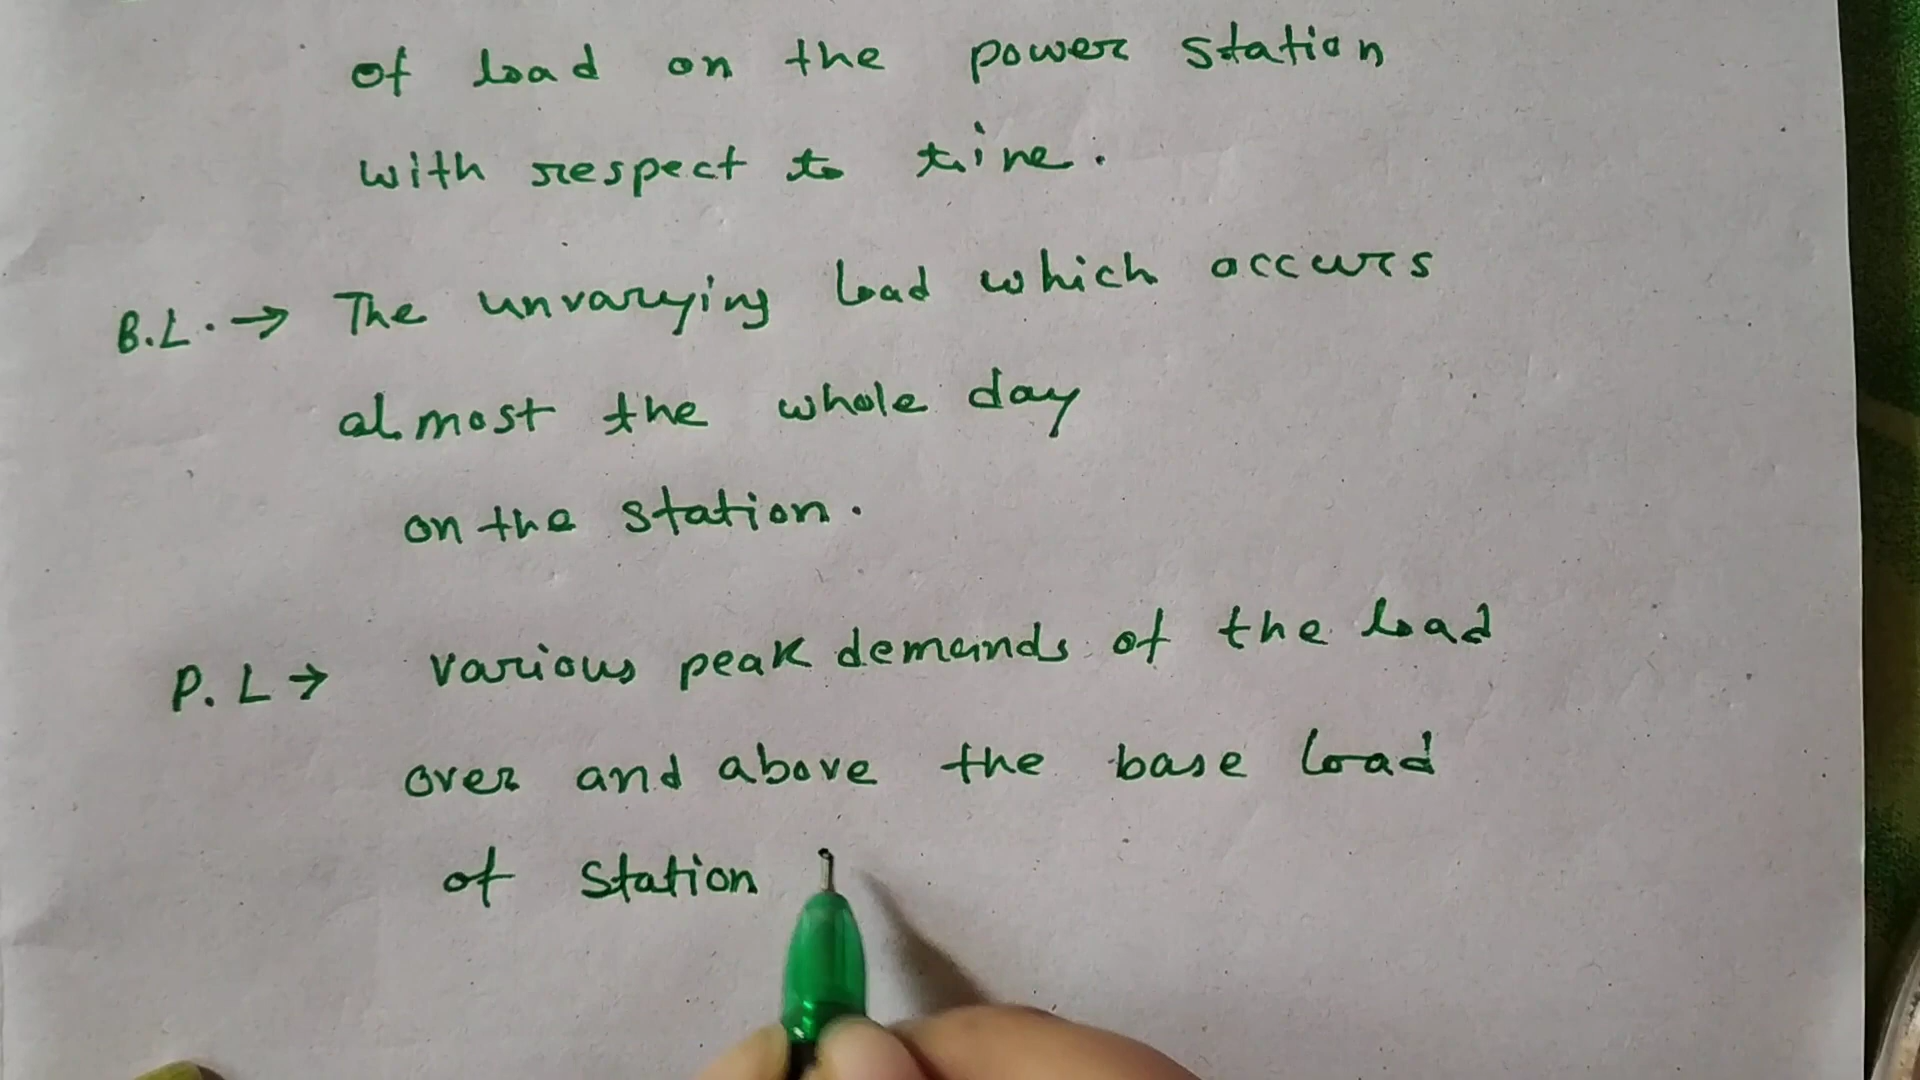 of load on the power station
with respect to time.
B.L. → The unvarying load which occurs
almost the whole day
on the station.
P. L → various peak demands of the load
over and above the base load
of station